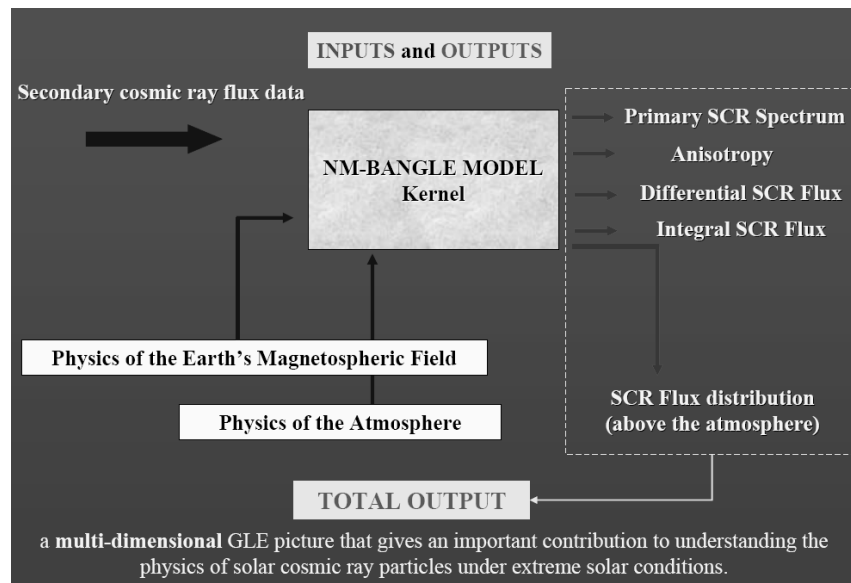 INPUTS and OUTPUTS
Secondary cosmic ray flux data
NM-BANGLE MODEL
Kernel
Primary SCR Spectrum
Anisotropy
Differential SCR Flux
Integral SCR Flux
Physics of the Earth's Magnetospheric Field
Physics of the Atmosphere
SCR Flux distribution
(above the atmosphere)
TOTAL OUTPUT
a multi-dimensional GLE picture that gives an important contribution to understanding the
physics of solar cosmic ray particles under extreme solar conditions.